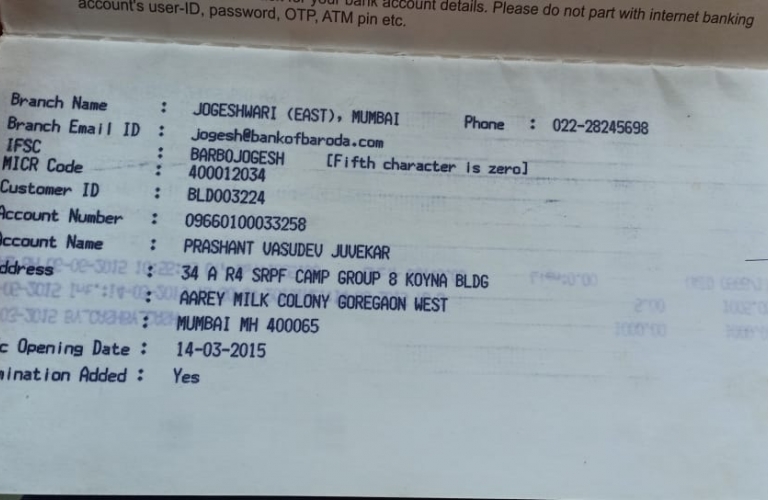 your bank account details. Please do not part with internet banking
account's user-ID, password, OTP, ATM pin etc.
Branch Name : JOGESHWARI (EAST), MUMBAI Phone : 022-28245698
Branch Email ID : Jogesh@bankofbaroda.com
IFSC : BARB0JOGESH [Fifth character is zero]
MICR Code : 400012034
Customer ID : BLD003224
Account Number : 09660100033258
ccount Name : PRASHANT VASUDEV JUVEKAR
ddress : 34 A R4 SRPF CAMP GROUP 8 KOYNA BLDG
: AAREY MILK COLONY GOREGAON WEST
: MUMBAI MH 400065
c Opening Date : 14-03-2015
mination Added : Yes